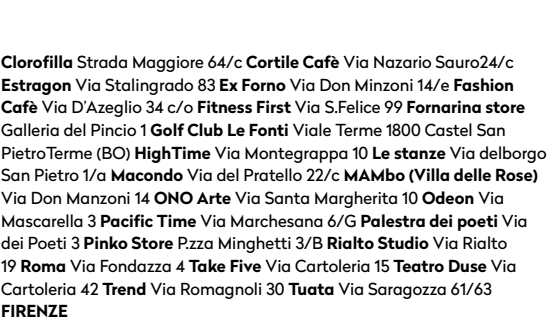 Clorofilla Strada Maggiore 64/c Cortile Cafè Via Nazario Sauro24/c
Estragon Via Stalingrado 83 Ex Forno Via Don Minzoni 14/e Fashion
Cafè Via D'Azeglio 34 c/o Fitness First Via S.Felice 99 Fornarina store
Galleria del Pincio 1 Golf Club Le Fonti Viale Terme 1800 Castel San
PietroTerme (BO) HighTime Via Montegrappa 10 Le stanze Via delborgo
San Pietro 1/a Macondo Via del Pratello 22/c MAMbo (Villa delle Rose)
Via Don Manzoni 14 ONO Arte Via Santa Margherita 10 Odeon Via
Mascarella 3 Pacific Time Via Marchesana 6/G Palestra dei poeti Via
dei Poeti 3 Pinko Store P.zza Minghetti 3/B Rialto Studio Via Rialto
19 Roma Via Fondazza 4 Take Five Via Cartoleria 15 Teatro Duse Via
Cartoleria 42 Trend Via Romagnoli 30 Tuata Via Saragozza 61/63
FIRENZE